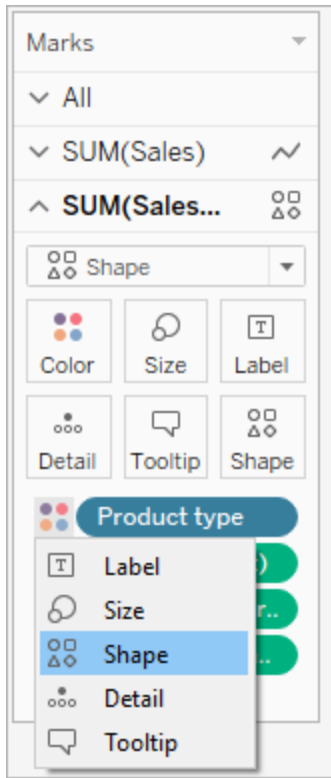 Marks
All
SUM(Sales)
SUM(Sales...
Shape
Color Size Label
Detail Tooltip Shape
Product type
Label
Size
Shape
Detail
Tooltip